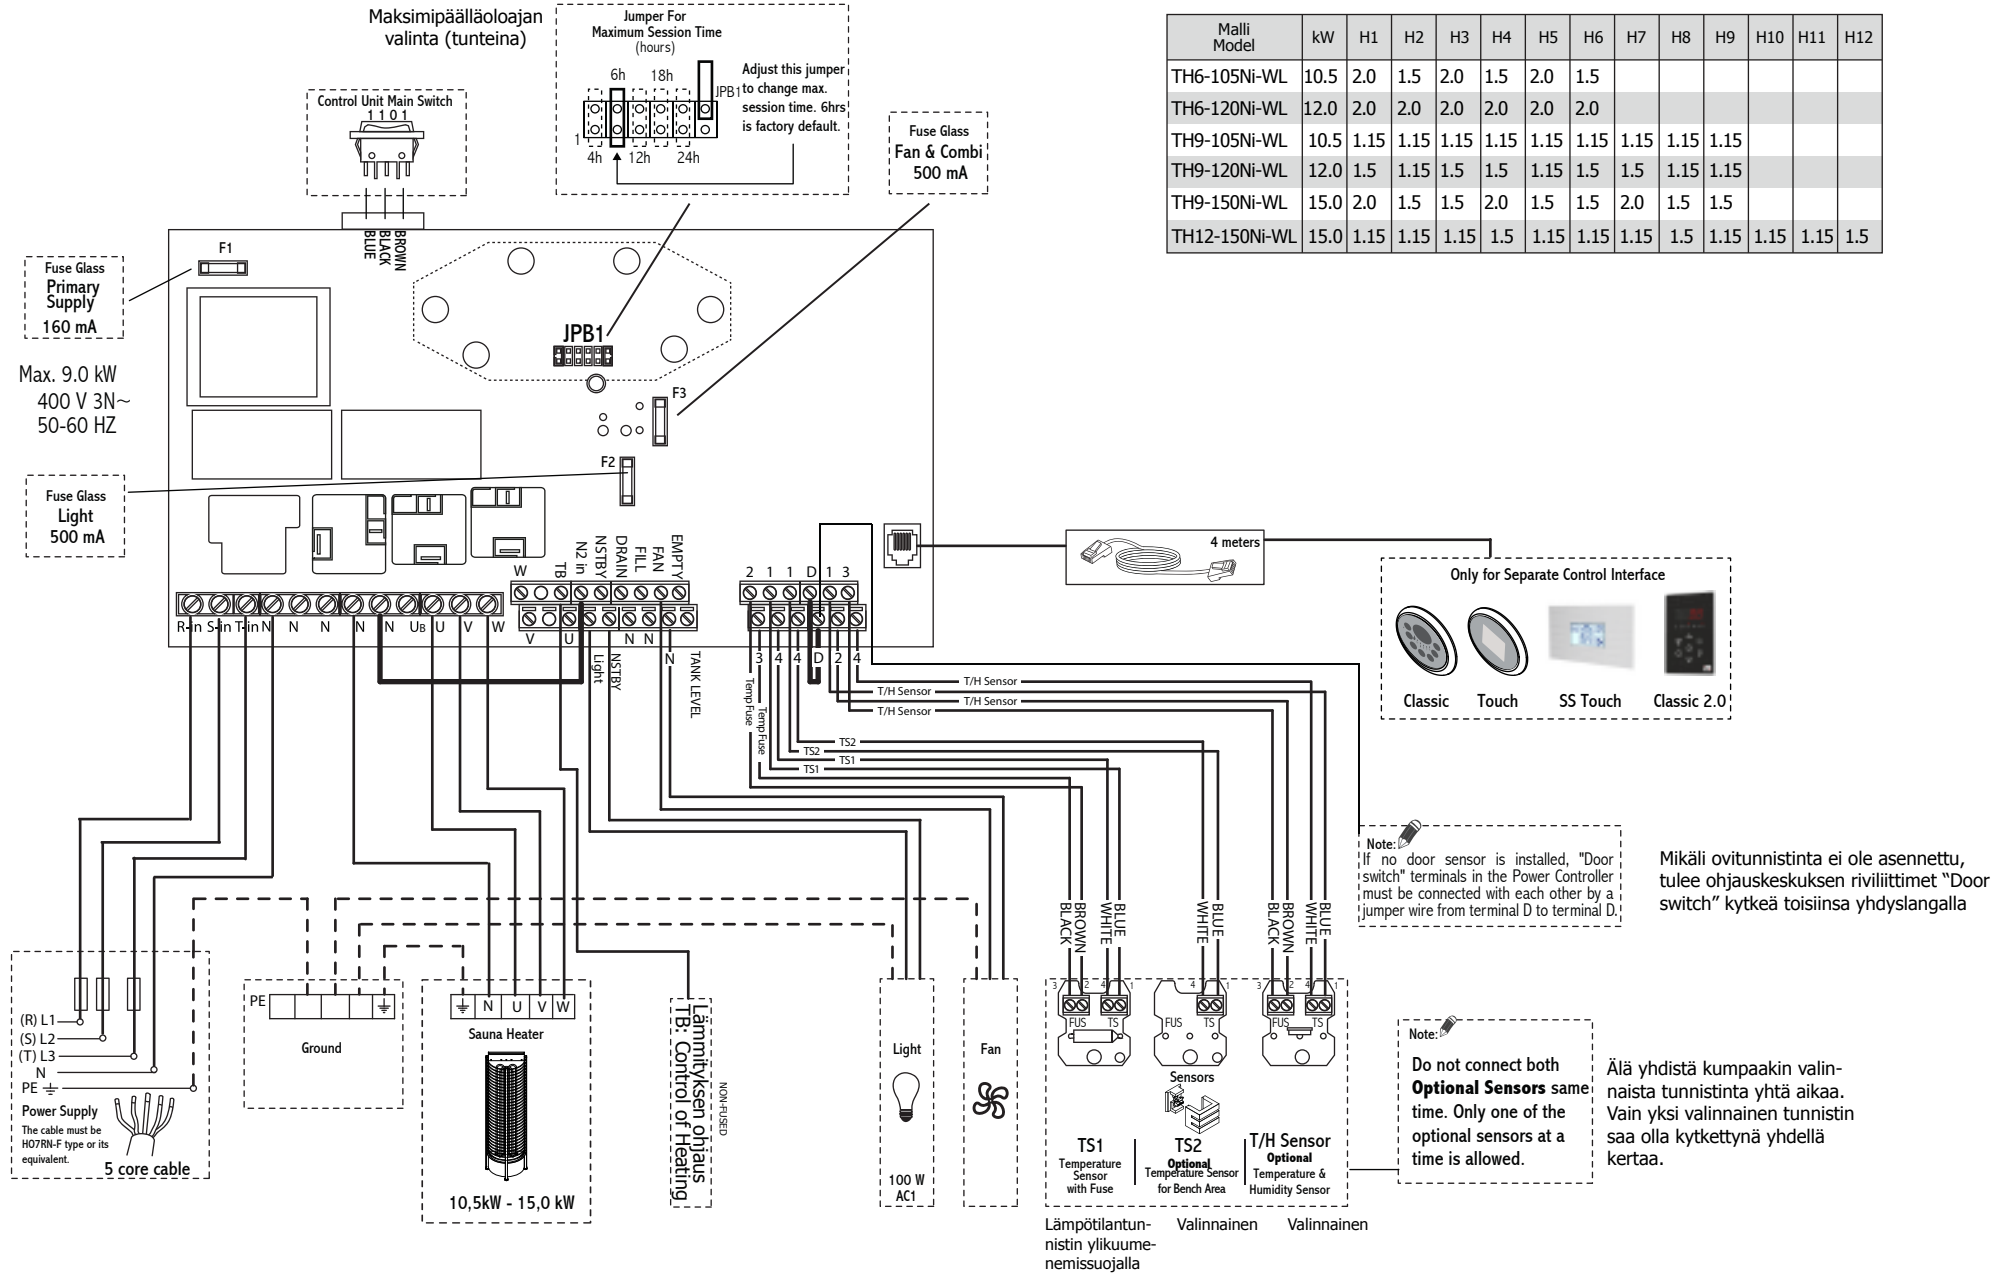 Maksimipäälläoloajan
valinta (tunteina)
Jumper For
Maximum Session Time
(hours)
6h 18h
JPB1
1
4h 12h 24h
Adjust this jumper
to change max.
session time. 6hrs
is factory default.
Control Unit Main Switch
1 1 0 1
BLUE
BLACK
BROWN
Fuse Glass
Fan & Combi
500 mA
Malli
Model kW H1 H2 H3 H4 H5 H6 H7 H8 H9 H10 H11 H12
TH6-105Ni-WL 10.5 2.0 1.5 2.0 1.5 2.0 1.5
TH6-120Ni-WL 12.0 2.0 2.0 2.0 2.0 2.0 2.0
TH9-105Ni-WL 10.5 1.15 1.15 1.15 1.15 1.15 1.15 1.15 1.15 1.15
TH9-120Ni-WL 12.0 1.5 1.15 1.5 1.5 1.15 1.5 1.5 1.15 1.15
TH9-150Ni-WL 15.0 2.0 1.5 1.5 2.0 1.5 1.5 2.0 1.5 1.5
TH12-150Ni-WL 15.0 1.15 1.15 1.15 1.5 1.15 1.15 1.15 1.5 1.15 1.15 1.15 1.5
Fuse Glass
Primary
Supply
160 mA
F1
JPB1
F3
F2
Max. 9.0 kW
400 V 3N~
50-60 HZ
Fuse Glass
Light
500 mA
W
TB
N2 in
NSTBY
DRAIN
FILL
FAN
EMPTY
2 1 1 D 1 3
R-in S-in T-in N N N N N UB U V W
V U N N
Light
NSTBY
N
TANK LEVEL
3 4 4 D 2 4
Temp Fuse
Temp Fuse
T/H Sensor
T/H Sensor
T/H Sensor
T/H Sensor
TS2
TS2
TS1
TS1
4 meters
Only for Separate Control Interface
Classic Touch SS Touch Classic 2.0
Note:
If no door sensor is installed, "Door
switch" terminals in the Power Controller
must be connected with each other by a
jumper wire from terminal D to terminal D.
Mikäli ovitunnistinta ei ole asennettu,
tulee ohjauskeskuksen riviliittimet “Door
switch” kytkeä toisiinsa yhdyslangalla
BLACK
BROWN
WHITE
BLUE
WHITE
BLUE
BLACK
BROWN
WHITE
BLUE
(R) L1
(S) L2
(T) L3
N
PE
Power Supply
The cable must be
HO7RN-F type or its
equivalent.
5 core cable
PE
Ground
N U V W
Sauna Heater
10,5kW - 15,0 kW
Lämmityksen ohjaus
TB: Control of Heating
NON-FUSED
Light
100 W
AC1
Fan
3 2 4 1 4 1 3 2 4 1
FUS TS FUS TS FUS TS
Sensors
TS1
Temperature
Sensor
with Fuse
TS2
Optional
Temperature Sensor
for Bench Area
T/H Sensor
Optional
Temperature &
Humidity Sensor
Note:
Do not connect both
Optional Sensors same
time. Only one of the
optional sensors at a
time is allowed.
Älä yhdistä kumpaakin valin-
naista tunnistinta yhtä aikaa.
Vain yksi valinnainen tunnistin
saa olla kytkettynä yhdellä
kertaa.
Lämpötilantun-
nistin ylikuume-
nemissuojalla
Valinnainen Valinnainen